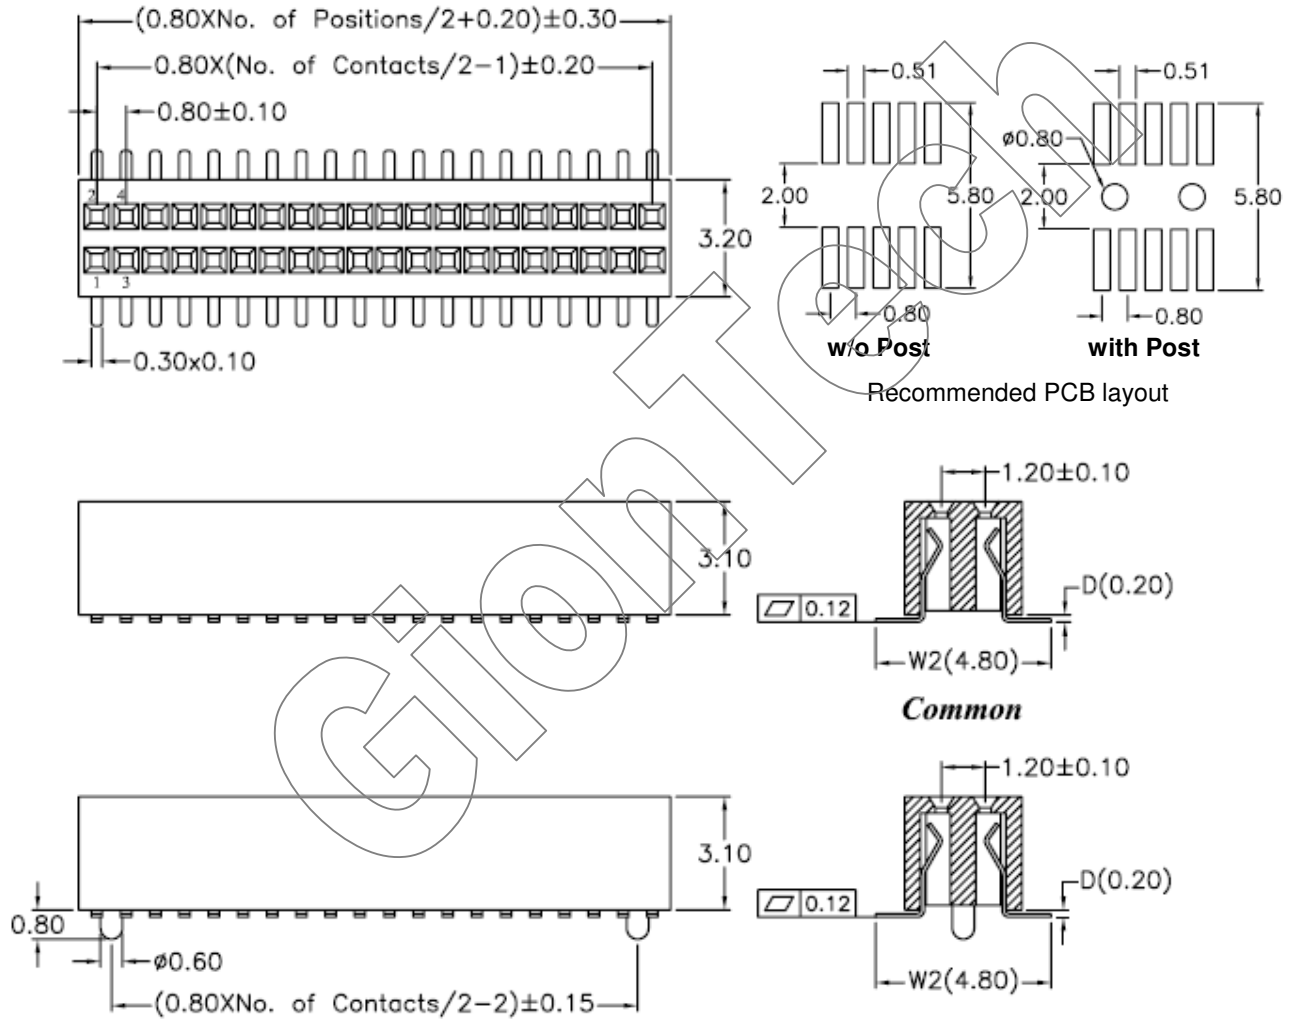 (0.80XNo. of Positions/2+0.20)±0.30
0.80X(No. of Contacts/2-1)±0.20
0.80±0.10
2 4
1 3
3.20
0.30x0.10
0.51
2.00
5.80
0.80
w/o Post
0.51
ø0.80
2.00
5.80
0.80
with Post
Recommended PCB layout
GionTech
3.10
1.20±0.10
D(0.20)
0.12
W2(4.80)
Common
3.10
0.80
ø0.60
(0.80XNo. of Contacts/2-2)±0.15
1.20±0.10
D(0.20)
0.12
W2(4.80)